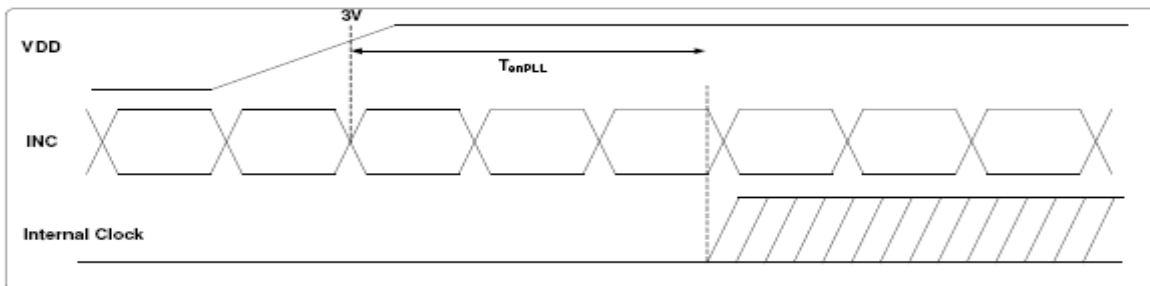 3V
VDD
TenPLL
INC
Internal Clock